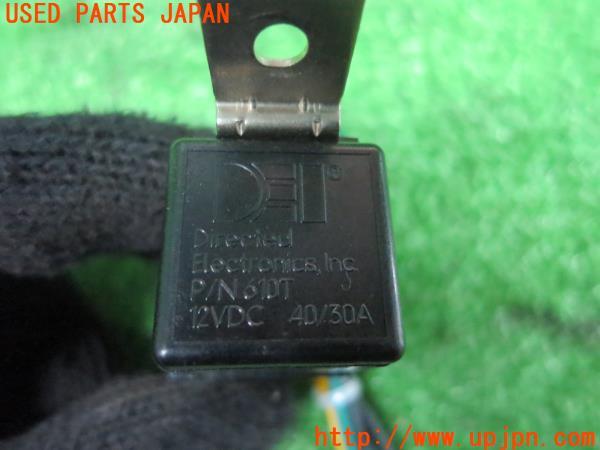 USED PARTS JAPAN
DEI®
Directed
Electronics, Inc.
P/N 610T
12VDC 40/30A
http://www.upjpn.com/